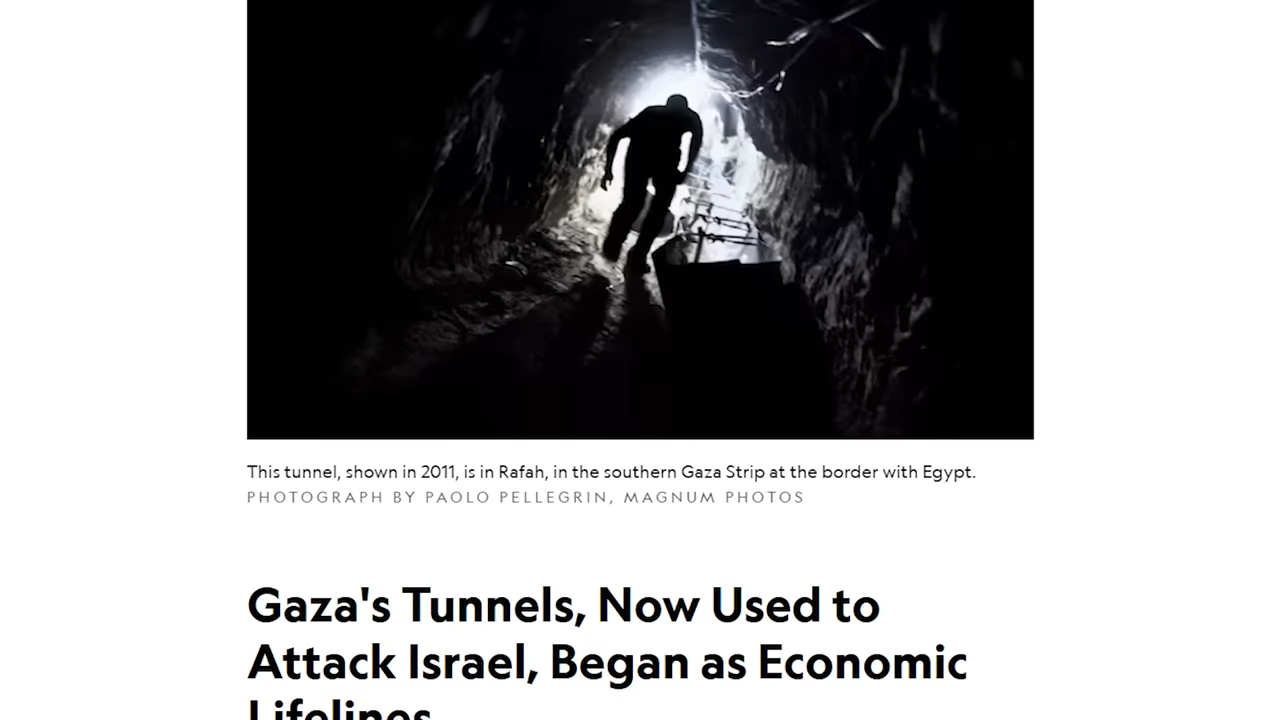 This tunnel, shown in 2011, is in Rafah, in the southern Gaza Strip at the border with Egypt.
PHOTOGRAPH BY PAOLO PELLEGRIN, MAGNUM PHOTOS
Gaza's Tunnels, Now Used to
Attack Israel, Began as Economic
Lifelines